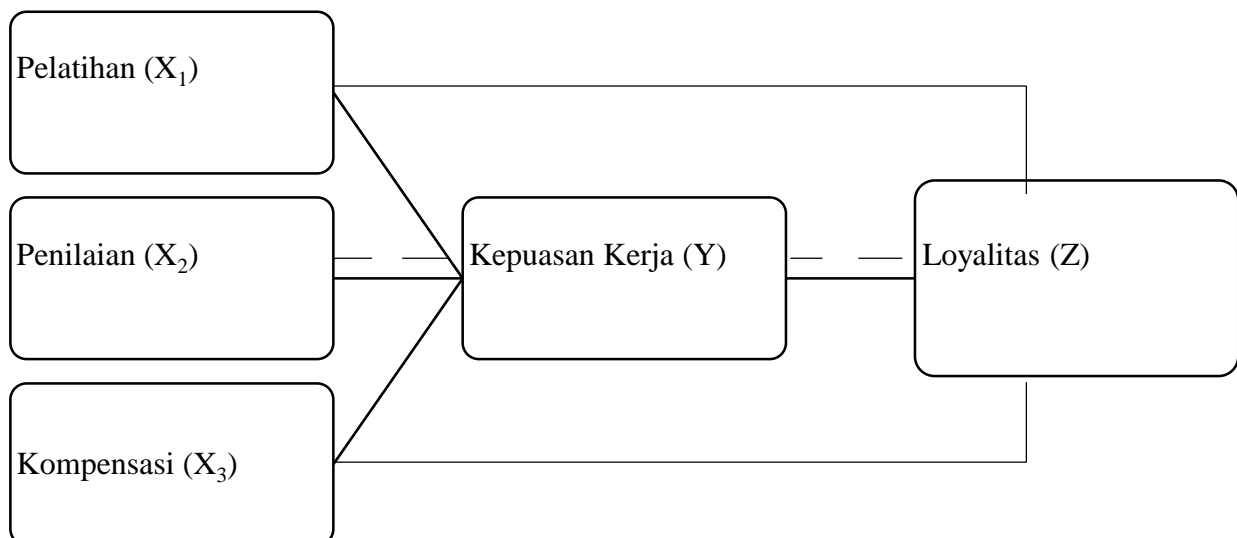 Pelatihan (X₁)
Penilaian (X₂)
Kepuasan Kerja (Y)
Loyalitas (Z)
Kompensasi (X₃)